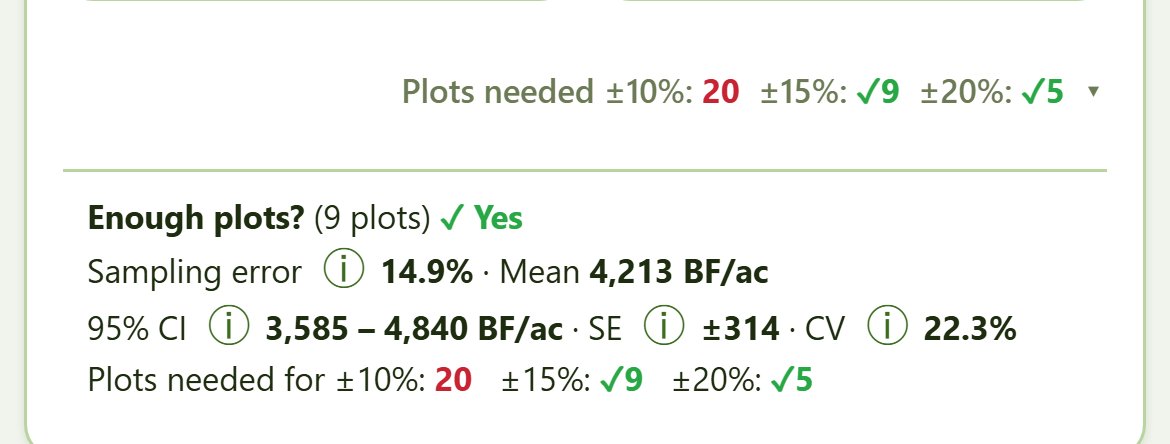 Plots needed ±10%: 20 ±15%: ✓9 ±20%: ✓5 ▾
Enough plots? (9 plots) ✓ Yes
Sampling error ⓘ 14.9% · Mean 4,213 BF/ac
95% CI ⓘ 3,585 – 4,840 BF/ac · SE ⓘ ±314 · CV ⓘ 22.3%
Plots needed for ±10%: 20 ±15%: ✓9 ±20%: ✓5